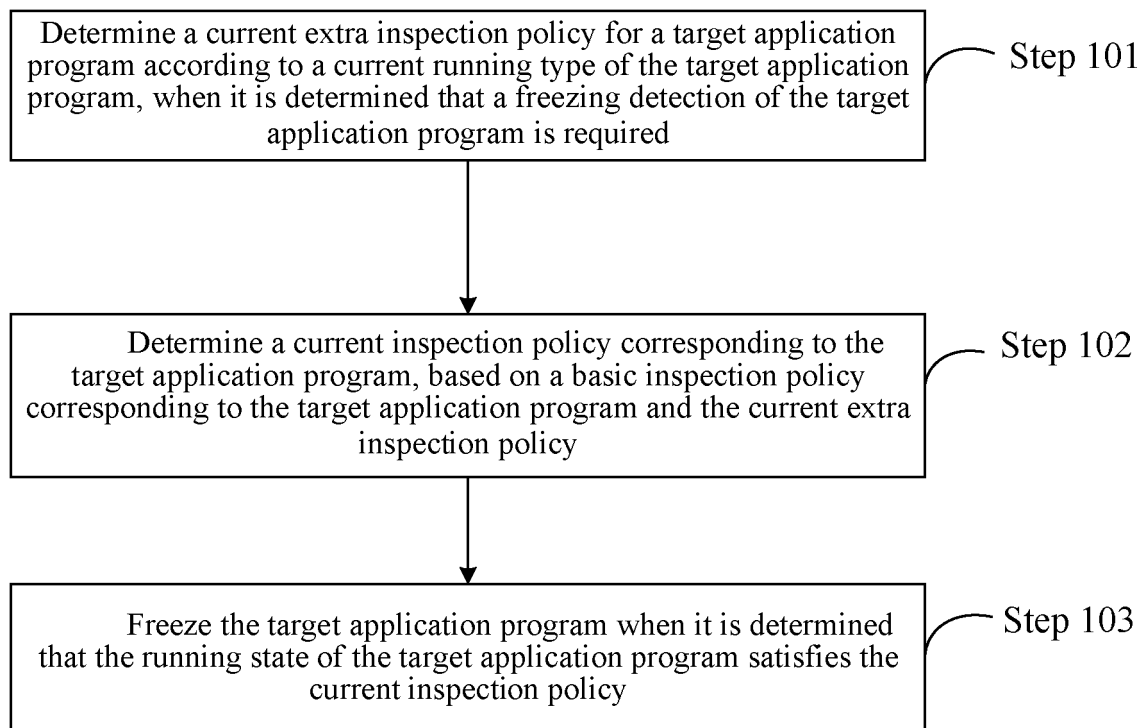 Determine a current extra inspection policy for a target application
program according to a current running type of the target application
program, when it is determined that a freezing detection of the target
application program is required
Step 101
Determine a current inspection policy corresponding to the
target application program, based on a basic inspection policy
corresponding to the target application program and the current extra
inspection policy
Step 102
Freeze the target application program when it is determined
that the running state of the target application program satisfies the
current inspection policy
Step 103